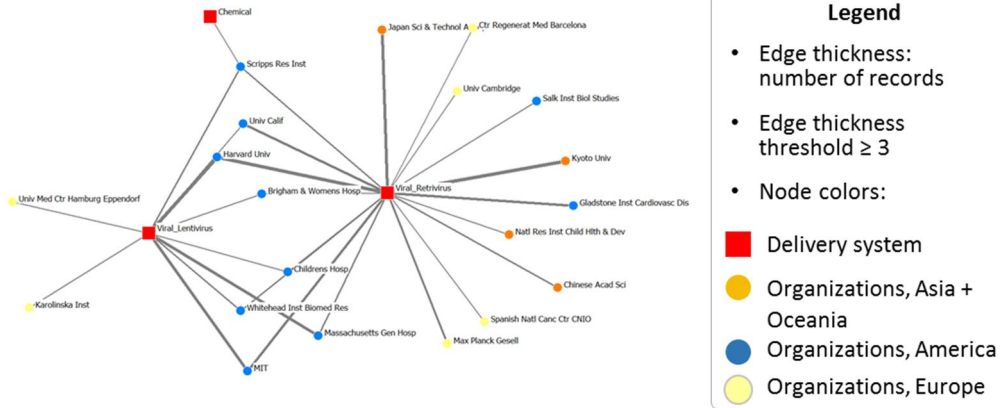 Chemical
Japan Sci & Technol A
Ctr Regenerat Med Barcelona
Scripps Res Inst
Univ Cambridge
Salk Inst Biol Studies
Univ Calif
Harvard Univ
Kyoto Univ
Brigham & Womens Hosp
Viral_Retrivirus
Univ Med Ctr Hamburg Eppendorf
Gladstone Inst Cardiovasc Dis
Viral_Lentivirus
Natl Res Inst Child Hlth & Dev
Childrens Hosp
Chinese Acad Sci
Karolinska Inst
Whitehead Inst Biomed Res
Spanish Natl Canc Ctr CNIO
Massachusetts Gen Hosp
Max Planck Gesell
MIT
Legend
• Edge thickness:
number of records
• Edge thickness
threshold ≥ 3
• Node colors:
Delivery system
Organizations, Asia +
Oceania
Organizations, America
Organizations, Europe